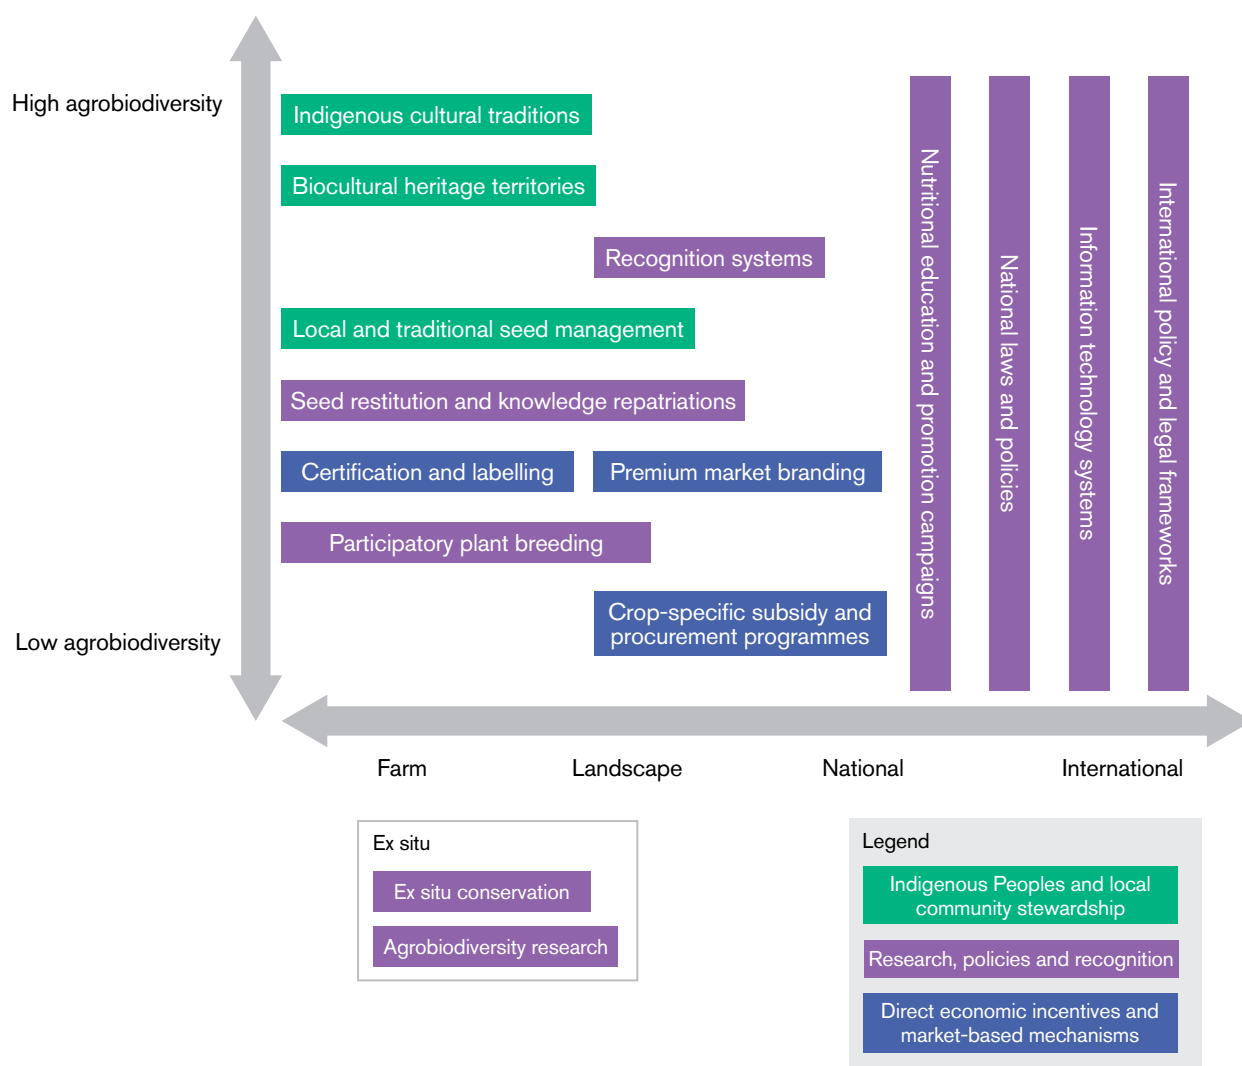 High agrobiodiversity
Indigenous cultural traditions
Biocultural heritage territories
Recognition systems
Local and traditional seed management
Seed restitution and knowledge repatriations
Certification and labelling
Premium market branding
Participatory plant breeding
Crop-specific subsidy and
procurement programmes
Low agrobiodiversity
Nutritional education and promotion campaigns
National laws and policies
Information technology systems
International policy and legal frameworks
Farm
Landscape
National
International
Ex situ
Ex situ conservation
Agrobiodiversity research
Legend
Indigenous Peoples and local
community stewardship
Research, policies and recognition
Direct economic incentives and
market-based mechanisms